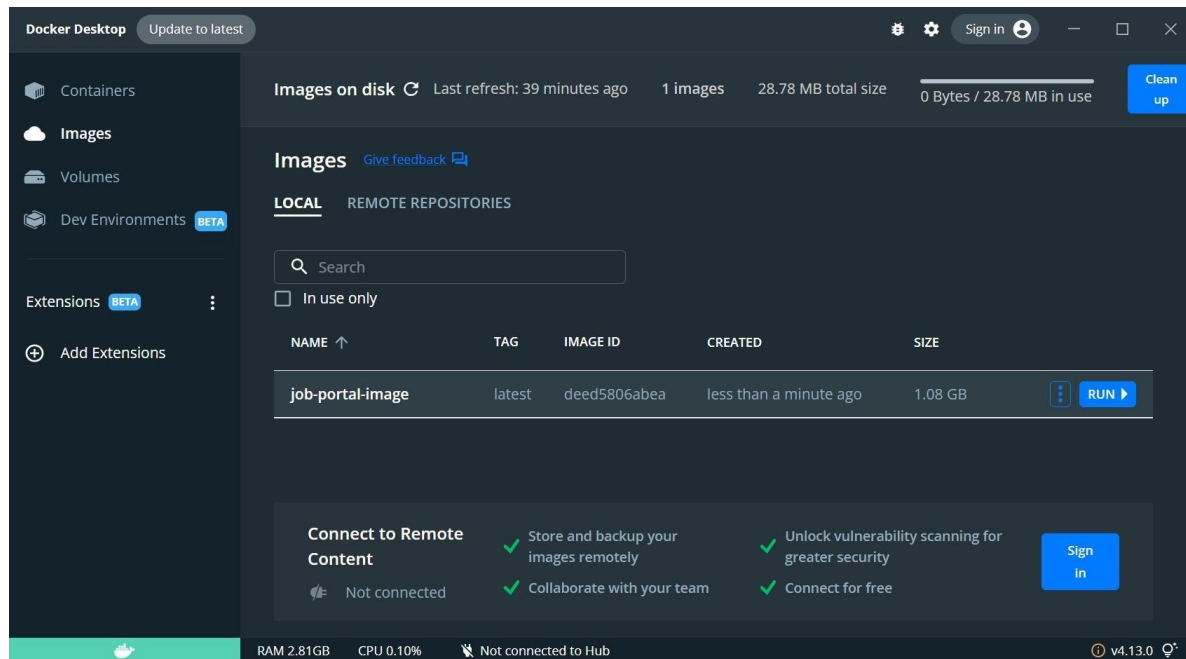 Docker Desktop Update to latest Sign in
Containers
Images
Volumes
Dev Environments BETA
Extensions BETA
Add Extensions
Images on disk Last refresh: 39 minutes ago 1 images 28.78 MB total size 0 Bytes / 28.78 MB in use Clean up
Images Give feedback
LOCAL REMOTE REPOSITORIES
Search
In use only
NAME TAG IMAGE ID CREATED SIZE
job-portal-image latest deed5806abea less than a minute ago 1.08 GB RUN
Connect to Remote
Content
Not connected
Store and backup your
images remotely
Collaborate with your team
Unlock vulnerability scanning for
greater security
Connect for free
Sign
in
RAM 2.81GB CPU 0.10% Not connected to Hub v4.13.0